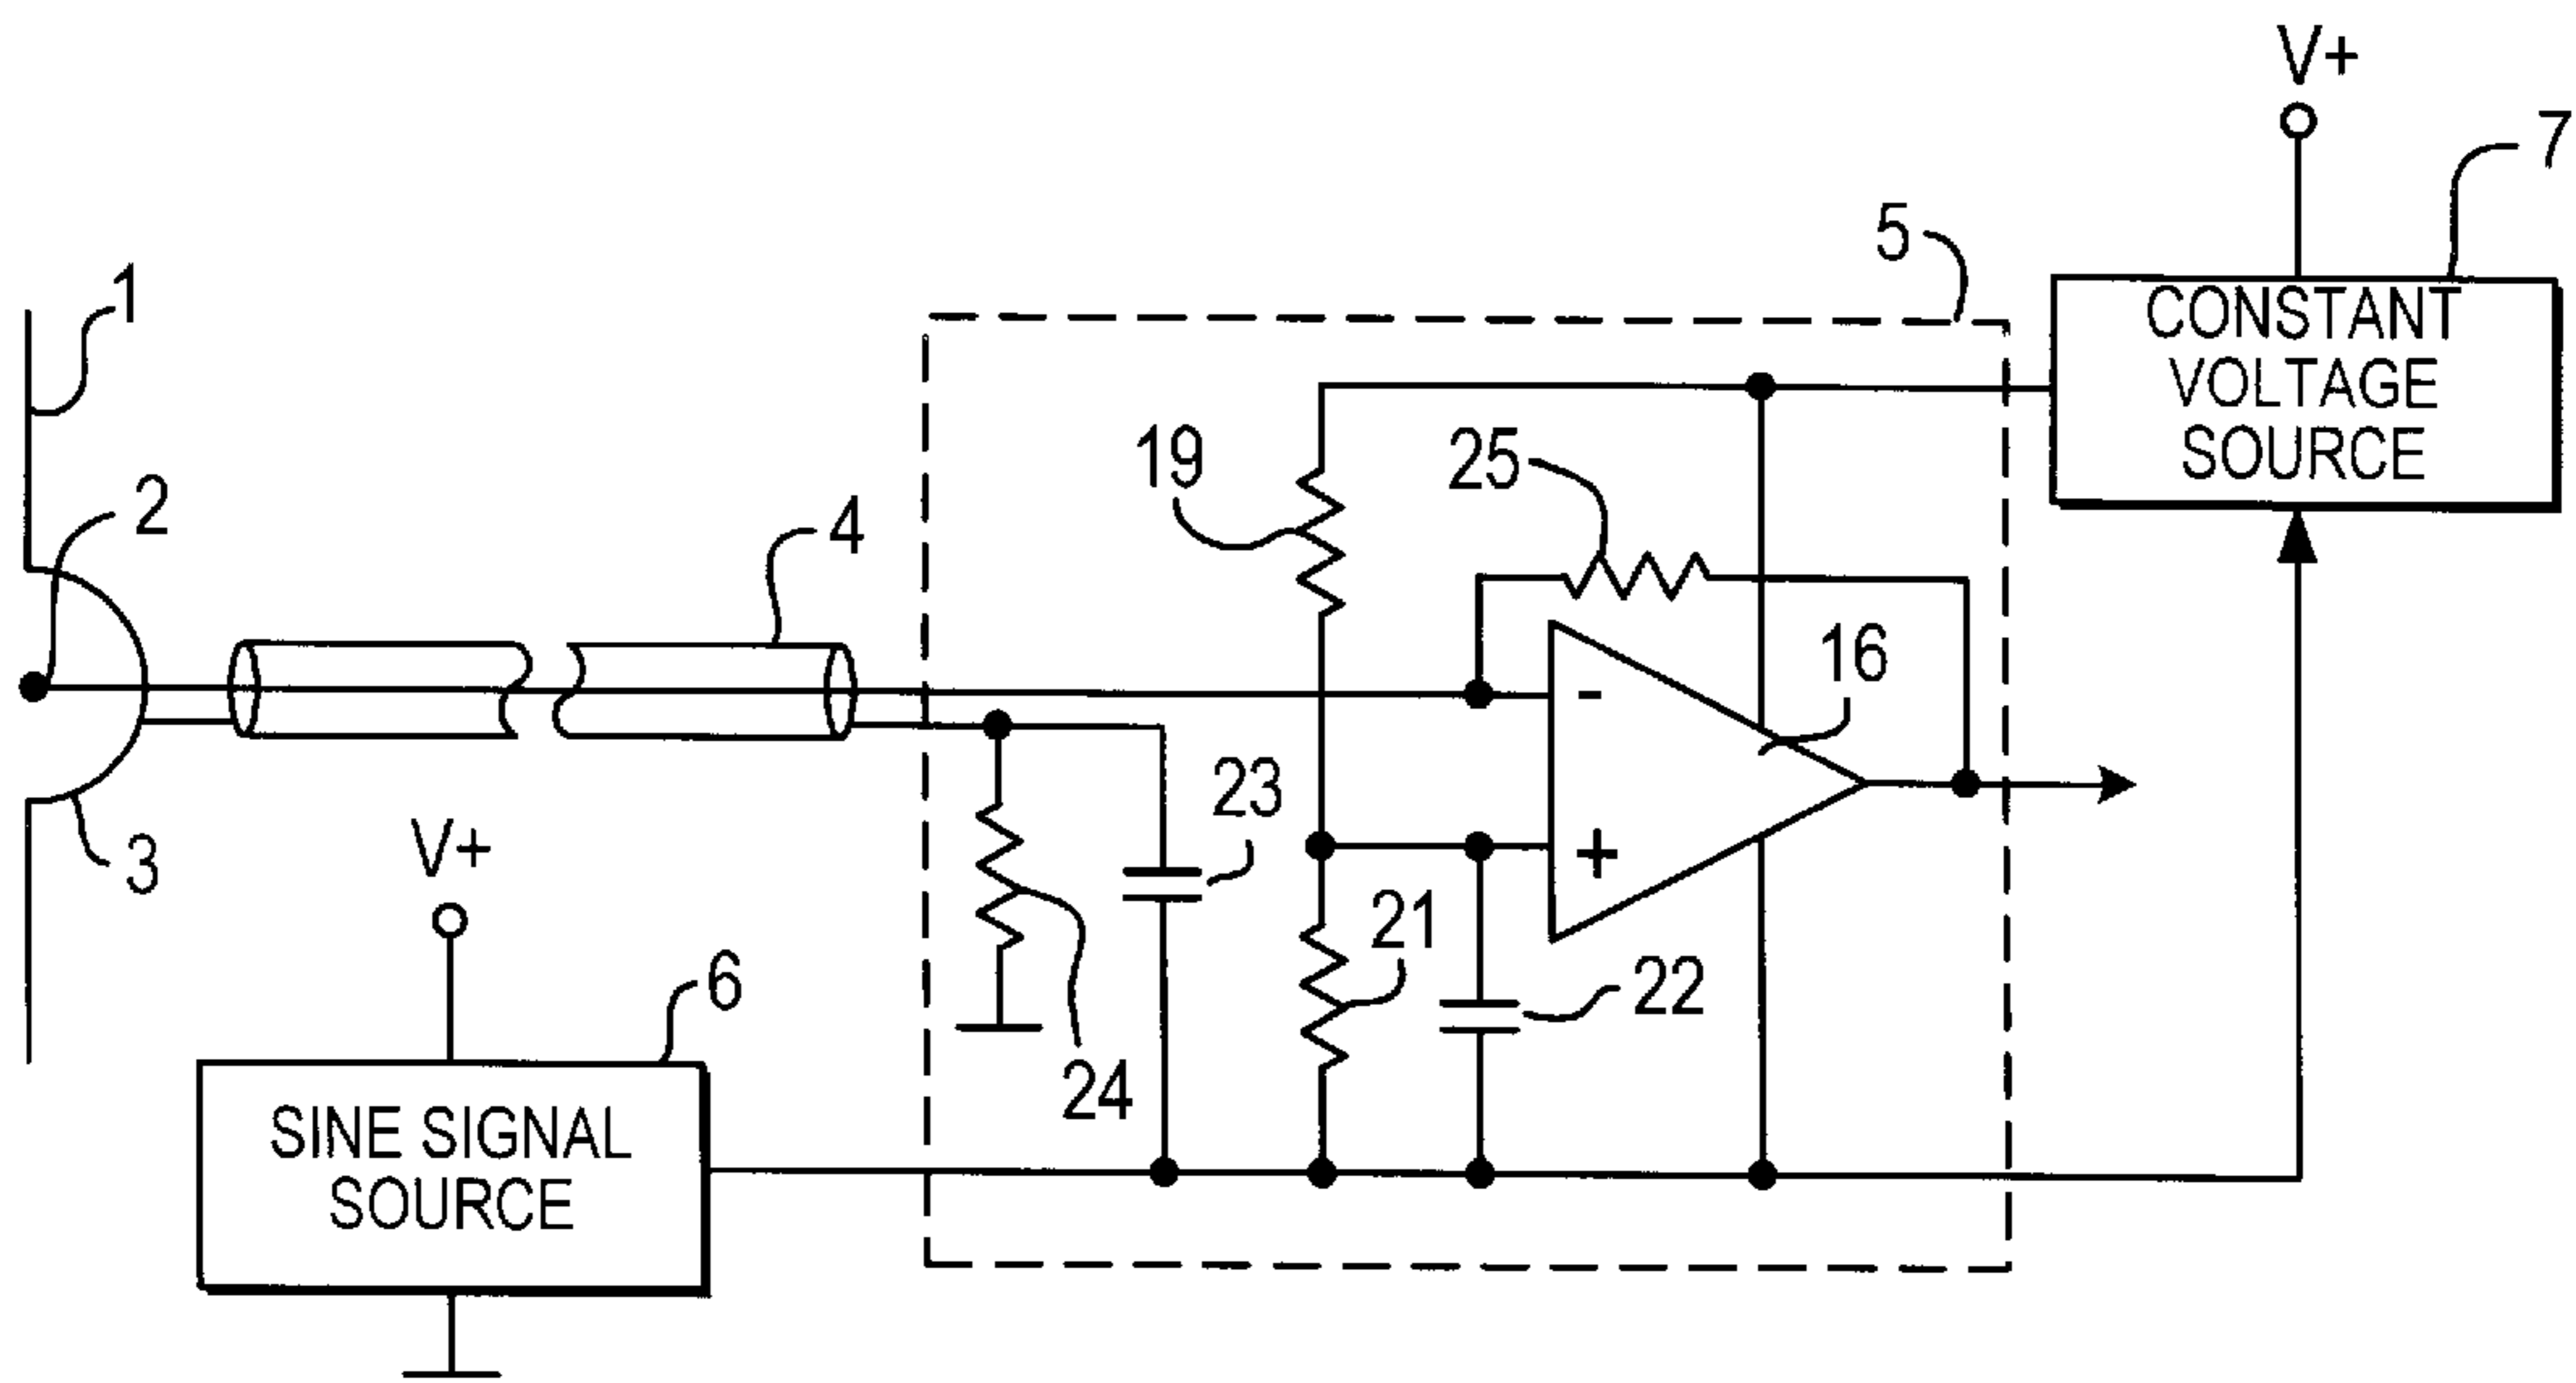 V+
7
5
CONSTANT
VOLTAGE
SOURCE
1
19
25
2
4
16
-
23
V+
3
+
21
6
22
24
SINE SIGNAL
SOURCE